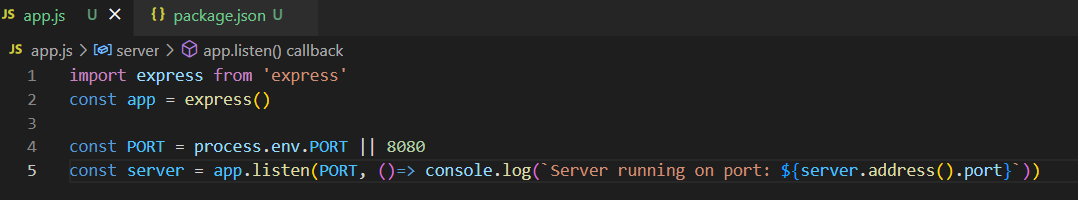 JS app.js U X {} package.json U
JS app.js > server > app.listen() callback
1 import express from 'express'
2 const app = express()
3
4 const PORT = process.env.PORT || 8080
5 const server = app.listen(PORT, ()=> console.log(`Server running on port: ${server.address().port}`))